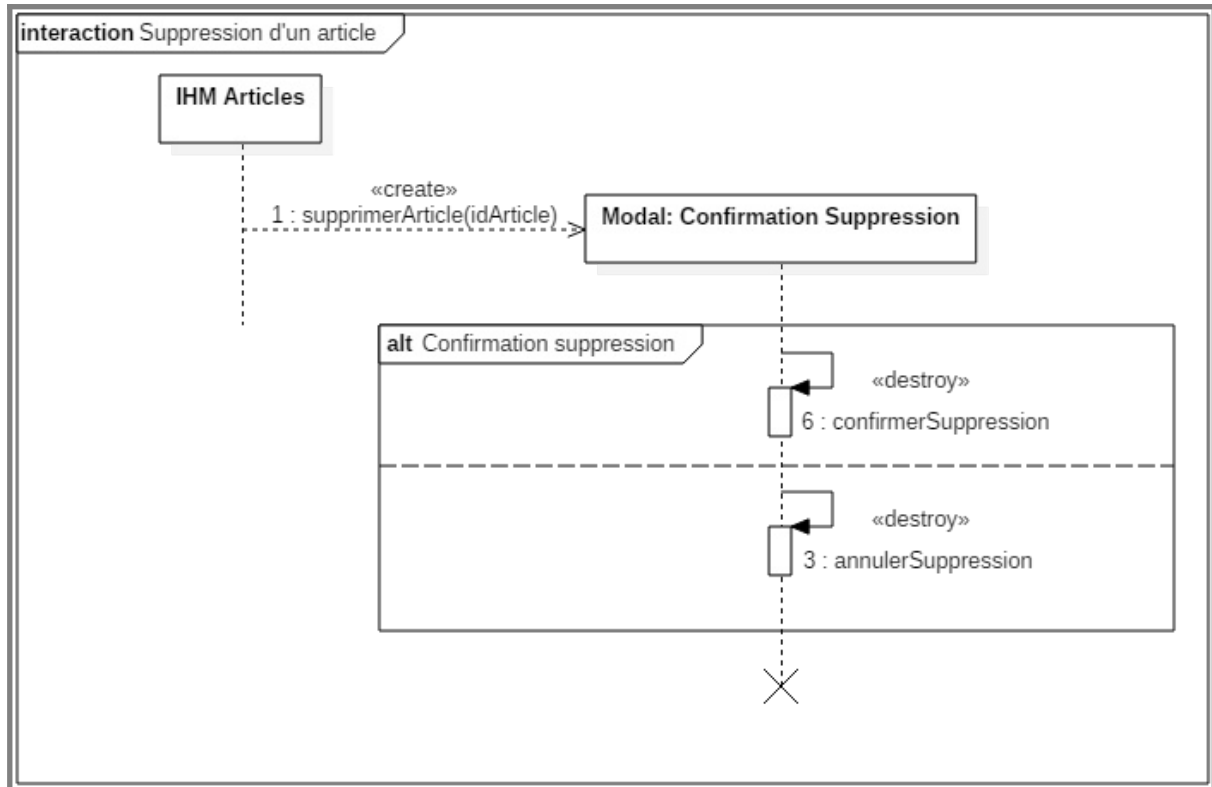 interaction Suppression d'un article
IHM Articles
«create»
1 : supprimerArticle(idArticle)
Modal: Confirmation Suppression
alt Confirmation suppression
«destroy»
6 : confirmerSuppression
«destroy»
3 : annulerSuppression